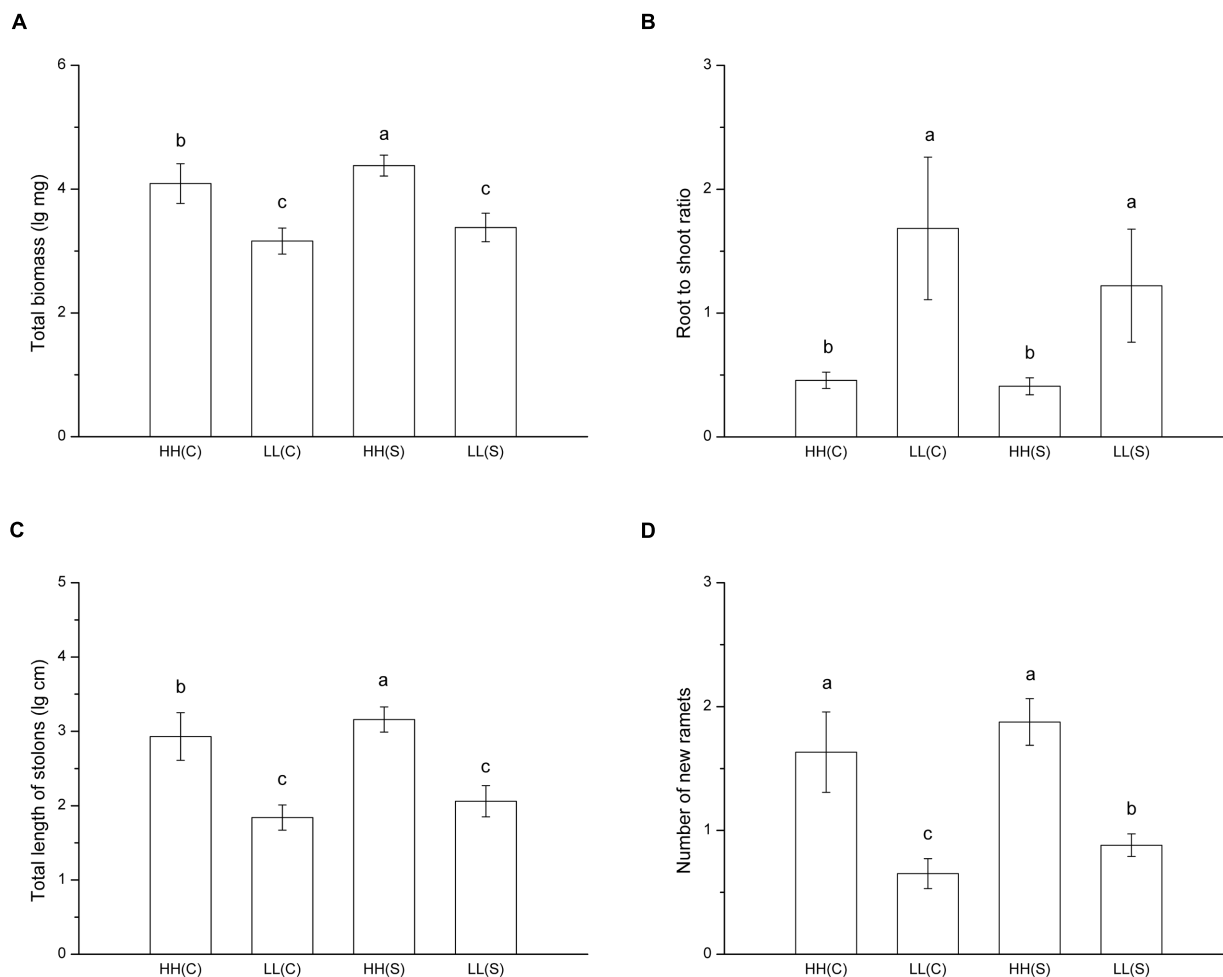 A
Total biomass (lg mg)
6
4
2
0
b
c
a
c
HH(C) LL(C) HH(S) LL(S)
B
Root to shoot ratio
3
2
1
0
b
a
b
a
HH(C) LL(C) HH(S) LL(S)
C
Total length of stolons (lg cm)
5
4
3
2
1
0
b
c
a
c
HH(C) LL(C) HH(S) LL(S)
D
Number of new ramets
3
2
1
0
a
c
a
b
HH(C) LL(C) HH(S) LL(S)